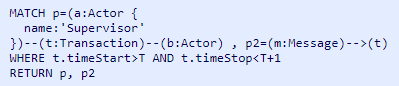 MATCH p=(a:Actor {
name:'Supervisor'
})--(t:Transaction)--(b:Actor) , p2=(m:Message)-->(t)
WHERE t.timeStart>T AND t.timeStop<T+1
RETURN p, p2